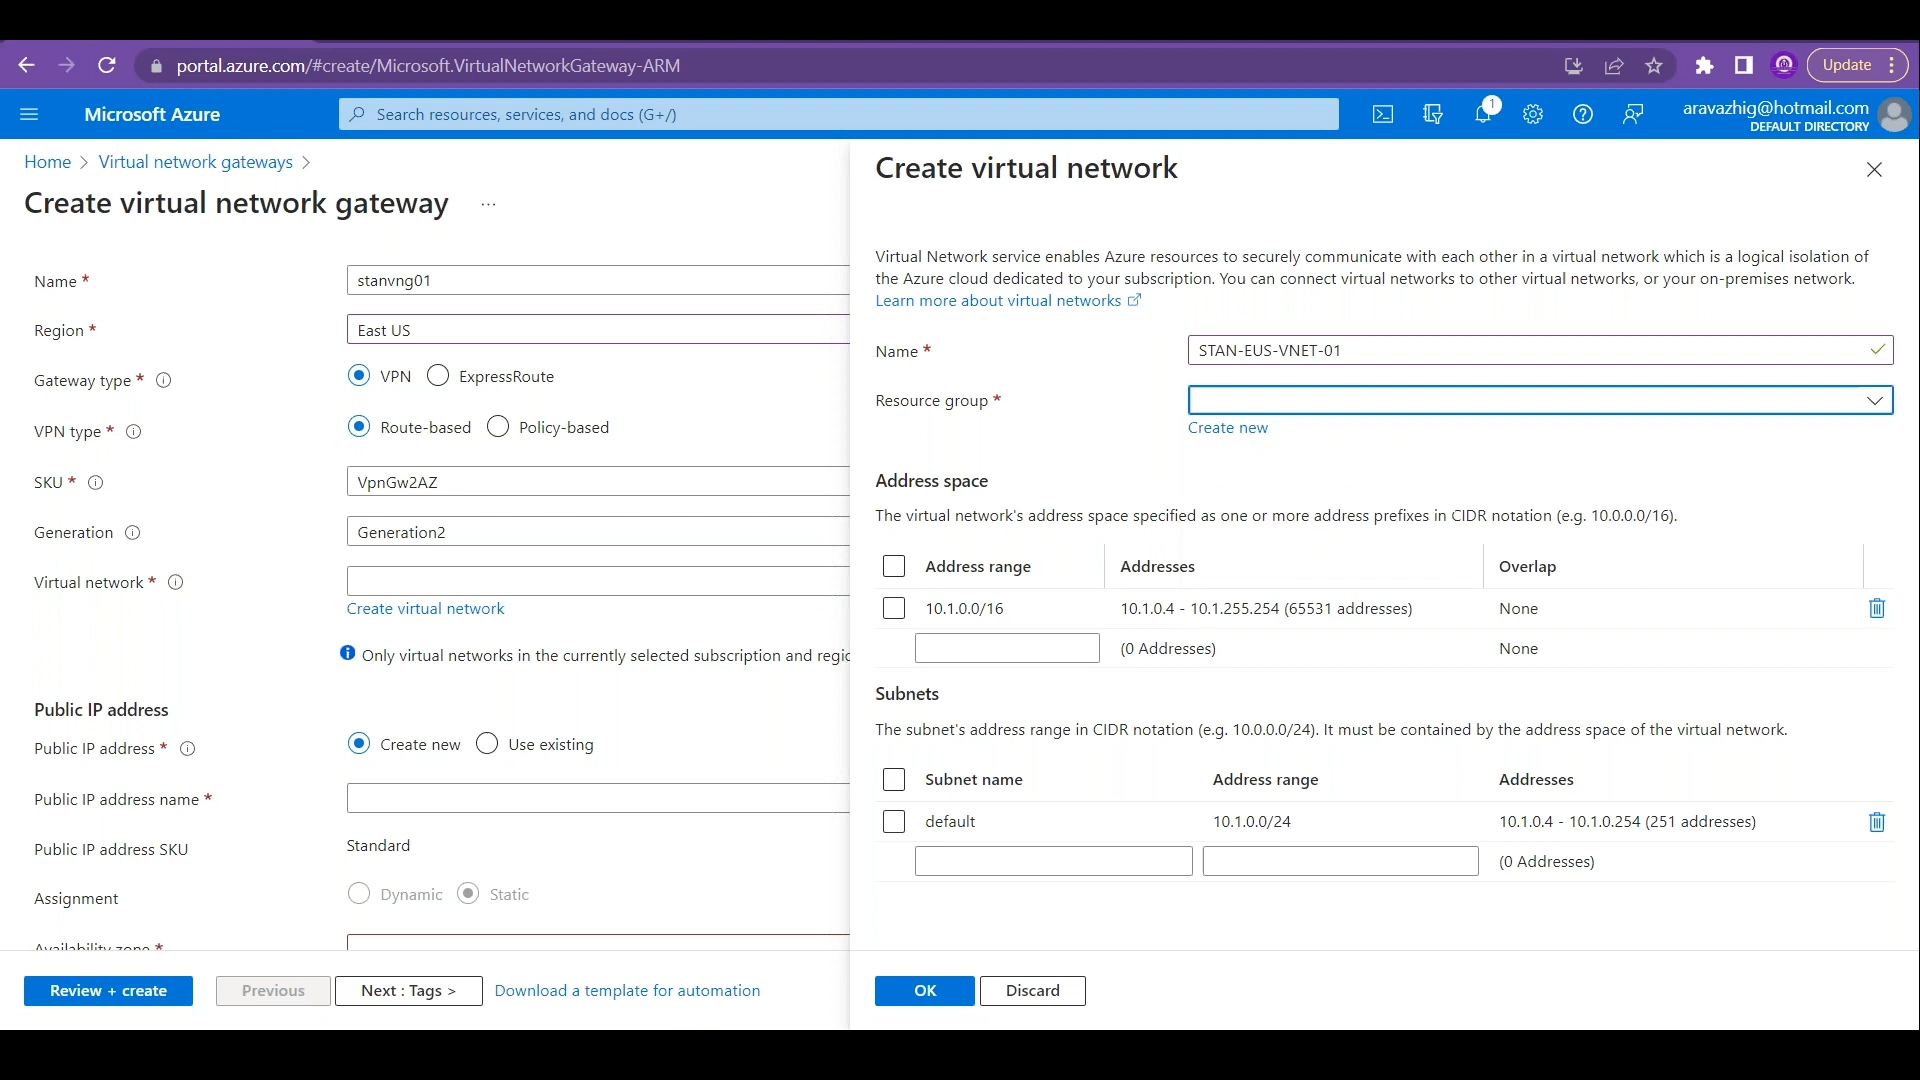 portal.azure.com/#create/Microsoft.VirtualNetworkGateway-ARM
Update
Microsoft Azure
Search resources, services, and docs (G+/)
1
aravazhig@hotmail.com
DEFAULT DIRECTORY
Home > Virtual network gateways >
Create virtual network gateway ...
Name *
stanvng01
Region *
East US
Gateway type *
VPN
ExpressRoute
VPN type *
Route-based
Policy-based
SKU *
VpnGw2AZ
Generation
Generation2
Virtual network *
Create virtual network
Only virtual networks in the currently selected subscription and regio
Public IP address
Public IP address *
Create new
Use existing
Public IP address name *
Public IP address SKU
Standard
Assignment
Dynamic
Static
Availability zone *
Review + create
Previous
Next : Tags >
Download a template for automation
Create virtual network
Virtual Network service enables Azure resources to securely communicate with each other in a virtual network which is a logical isolation of
the Azure cloud dedicated to your subscription. You can connect virtual networks to other virtual networks, or your on-premises network.
Learn more about virtual networks
Name *
STAN-EUS-VNET-01
Resource group *
Create new
Address space
The virtual network's address space specified as one or more address prefixes in CIDR notation (e.g. 10.0.0.0/16).
Address range
Addresses
Overlap
10.1.0.0/16
10.1.0.4 - 10.1.255.254 (65531 addresses)
None
(0 Addresses)
None
Subnets
The subnet's address range in CIDR notation (e.g. 10.0.0.0/24). It must be contained by the address space of the virtual network.
Subnet name
Address range
Addresses
default
10.1.0.0/24
10.1.0.4 - 10.1.0.254 (251 addresses)
(0 Addresses)
OK
Discard